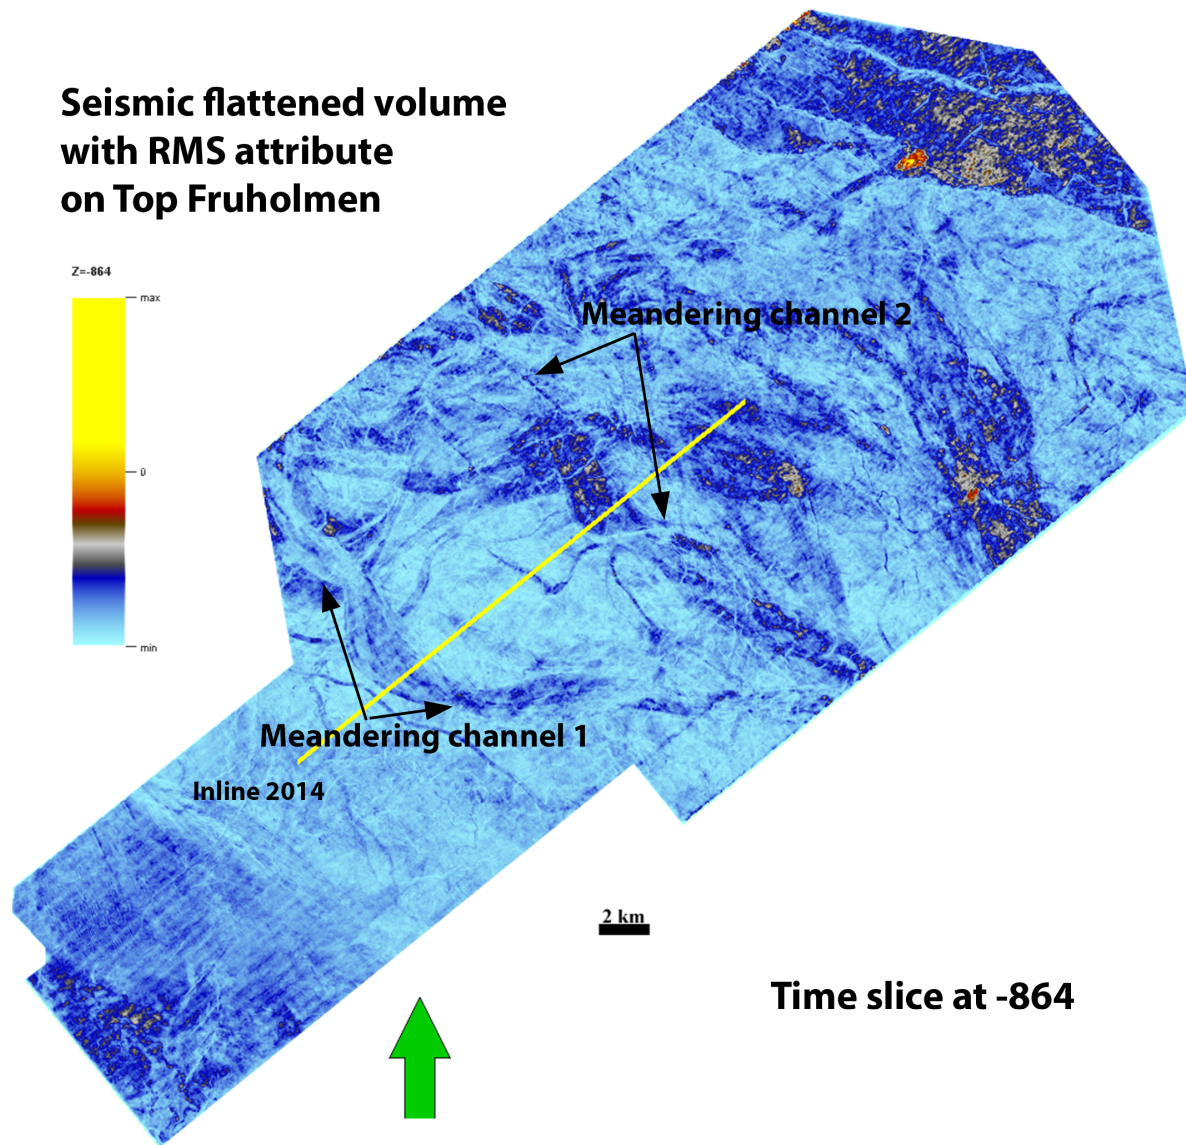 Seismic flattened volume
with RMS attribute
on Top Fruholmen
Z=-864
max
0
min
Meandering channel 2
Meandering channel 1
Inline 2014
2 km
Time slice at -864